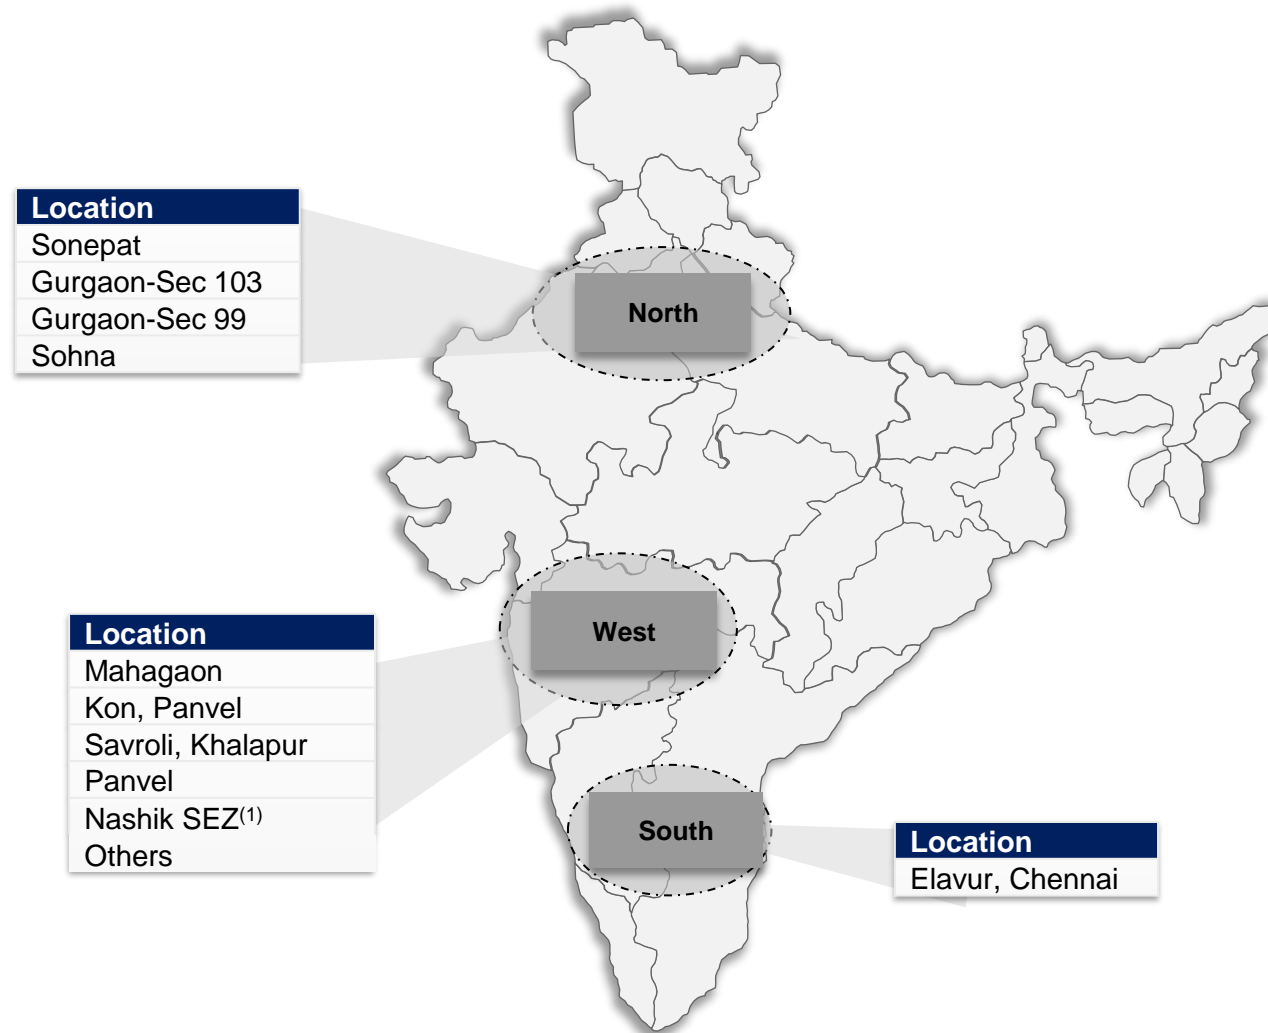 Location
Sonepat
Gurgaon-Sec 103
Gurgaon-Sec 99
Sohna
North
Location
Mahagaon
Kon, Panvel
Savroli, Khalapur
Panvel
Nashik SEZ(1)
Others
West
South
Location
Elavur, Chennai